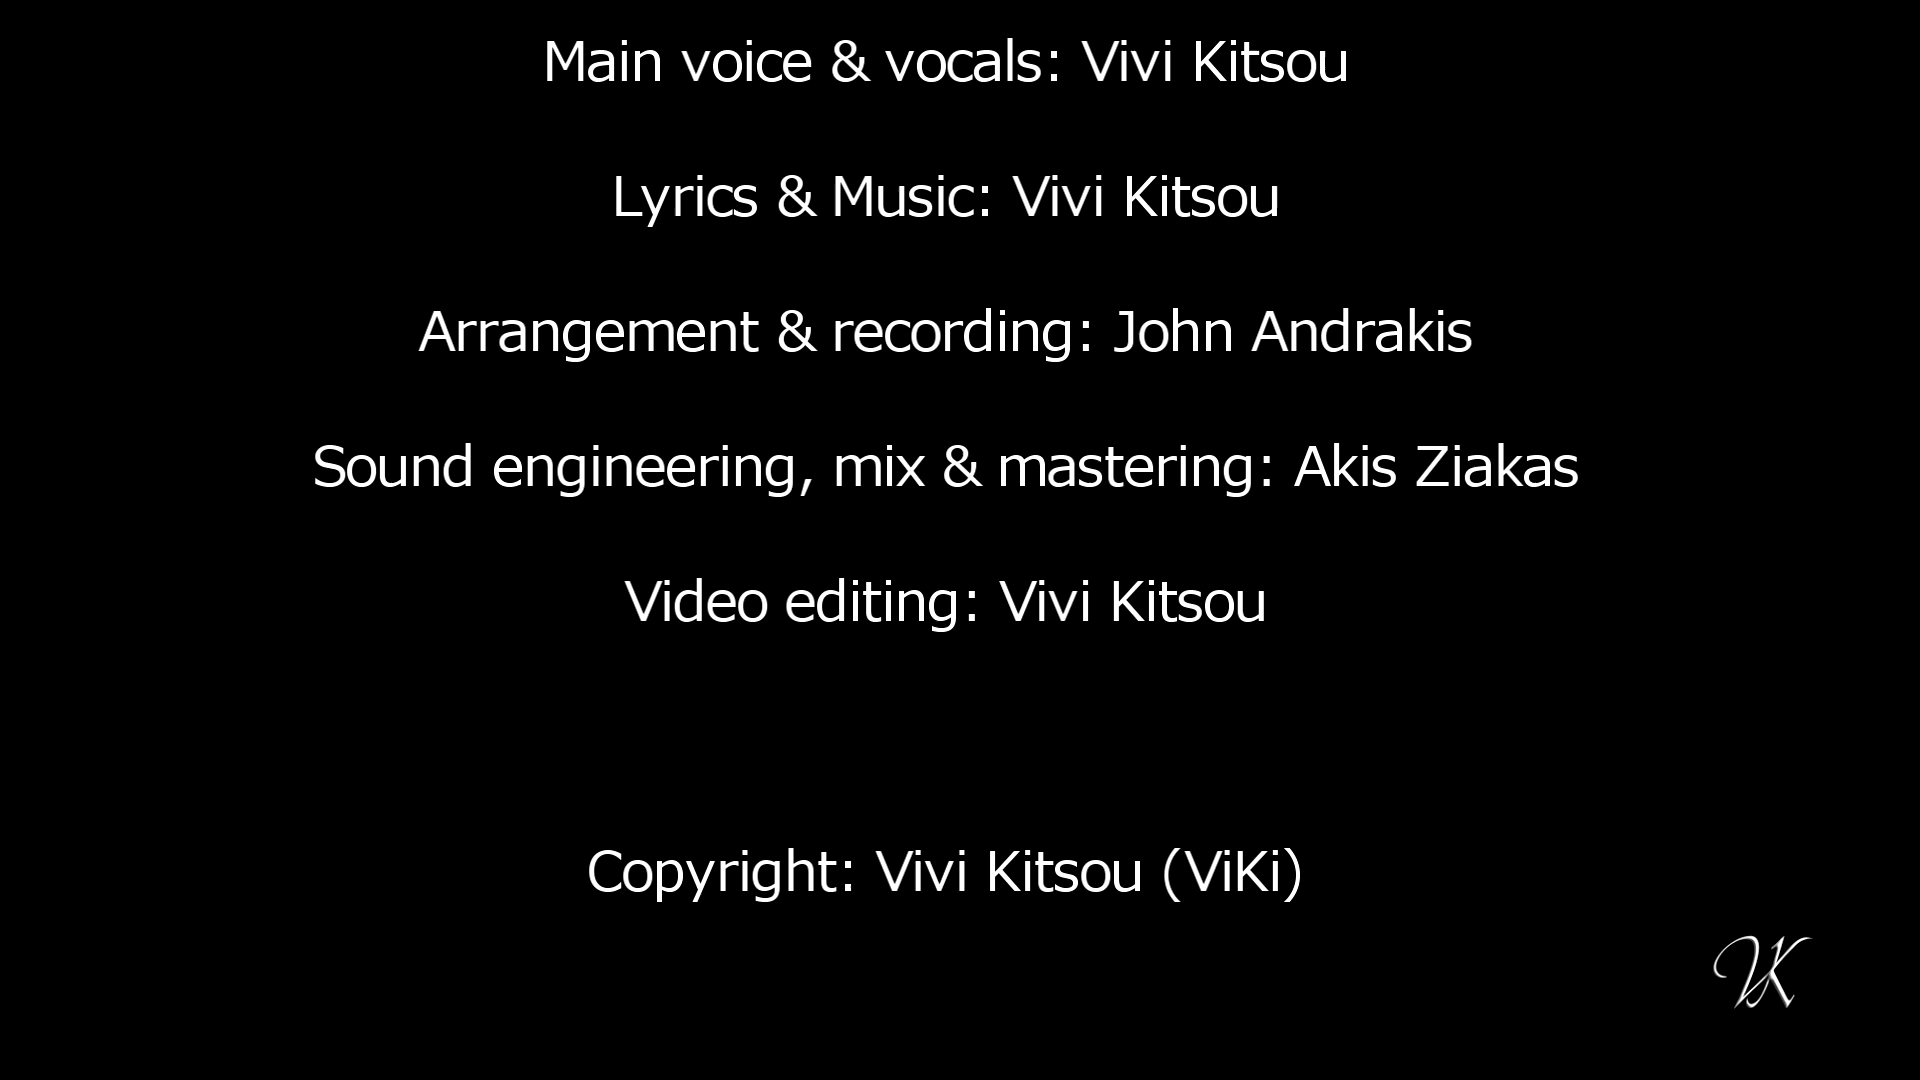 Main voice & vocals: Vivi Kitsou
Lyrics & Music: Vivi Kitsou
Arrangement & recording: John Andrakis
Sound engineering, mix & mastering: Akis Ziakas
Video editing: Vivi Kitsou
Copyright: Vivi Kitsou (ViKi)
VK